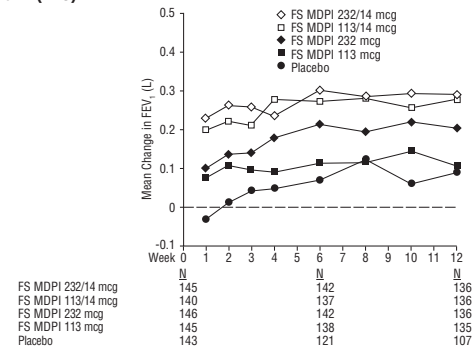 0.5
◇ FS MDPI 232/14 mcg
□ FS MDPI 113/14 mcg
◆ FS MDPI 232 mcg
■ FS MDPI 113 mcg
● Placebo
0.4
0.3
0.2
0.1
0
-0.1
Mean Change in FEV₁ (L)
Week 0 1 2 3 4 5 6 7 8 9 10 11 12
N N N
FS MDPI 232/14 mcg 145 142 136
FS MDPI 113/14 mcg 140 137 136
FS MDPI 232 mcg 146 142 136
FS MDPI 113 mcg 145 138 135
Placebo 143 121 107